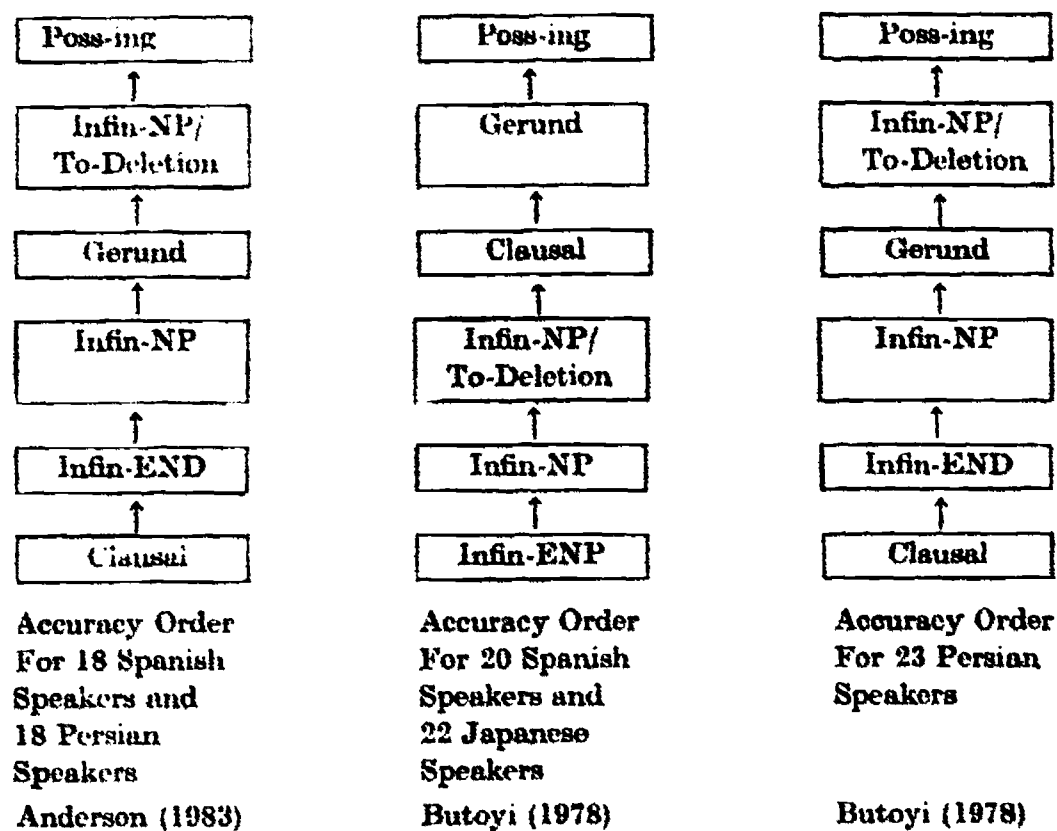 Poss-ing
Infin-NP/
To-Deletion
Gerund
Infin-NP
Infin-END
Clausai
Accuracy Order
For 18 Spanish
Speakers and
18 Persian
Speakers
Anderson (1983)
Poss-ing
Gerund
Clausal
Infin-NP/
To-Deletion
Infin-NP
Infin-ENP
Accuracy Order
For 20 Spanish
Speakers and
22 Japanese
Speakers
Butoyi (1978)
Poss-ing
Infin-NP/
To-Deletion
Gerund
Infin-NP
Infin-END
Clausal
Accuracy Order
For 23 Persian
Speakers
Butoyi (1978)